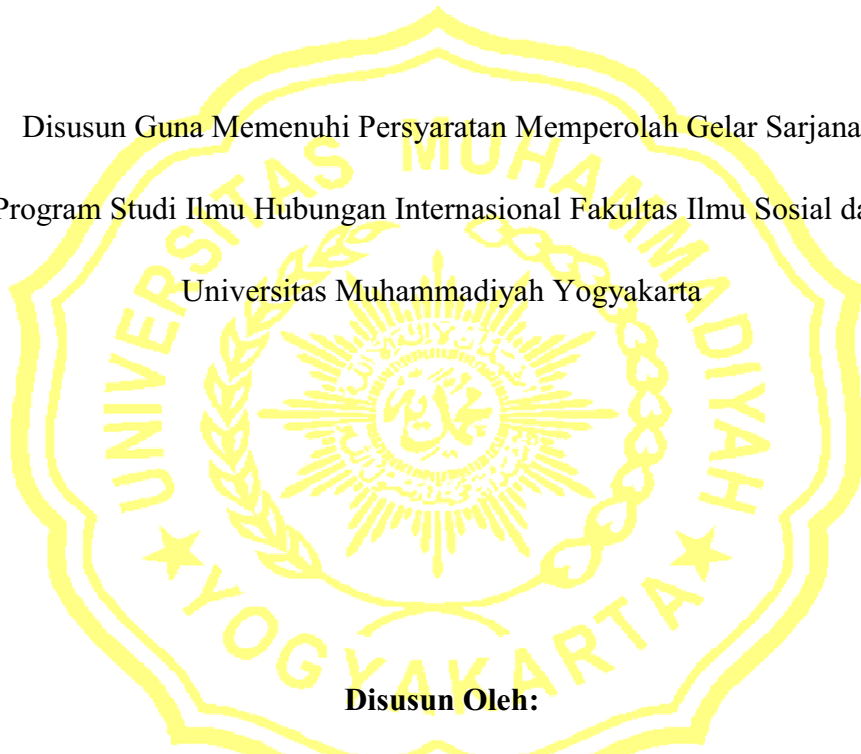 Disusun Guna Memenuhi Persyaratan Memperolah Gelar Sarjana
Program Studi Ilmu Hubungan Internasional Fakultas Ilmu Sosial
Universitas Muhammadiyah Yogyakarta
UNIVERSITAS MUHAMMADIYAH
YOGYAKARTA
Disusun Oleh: